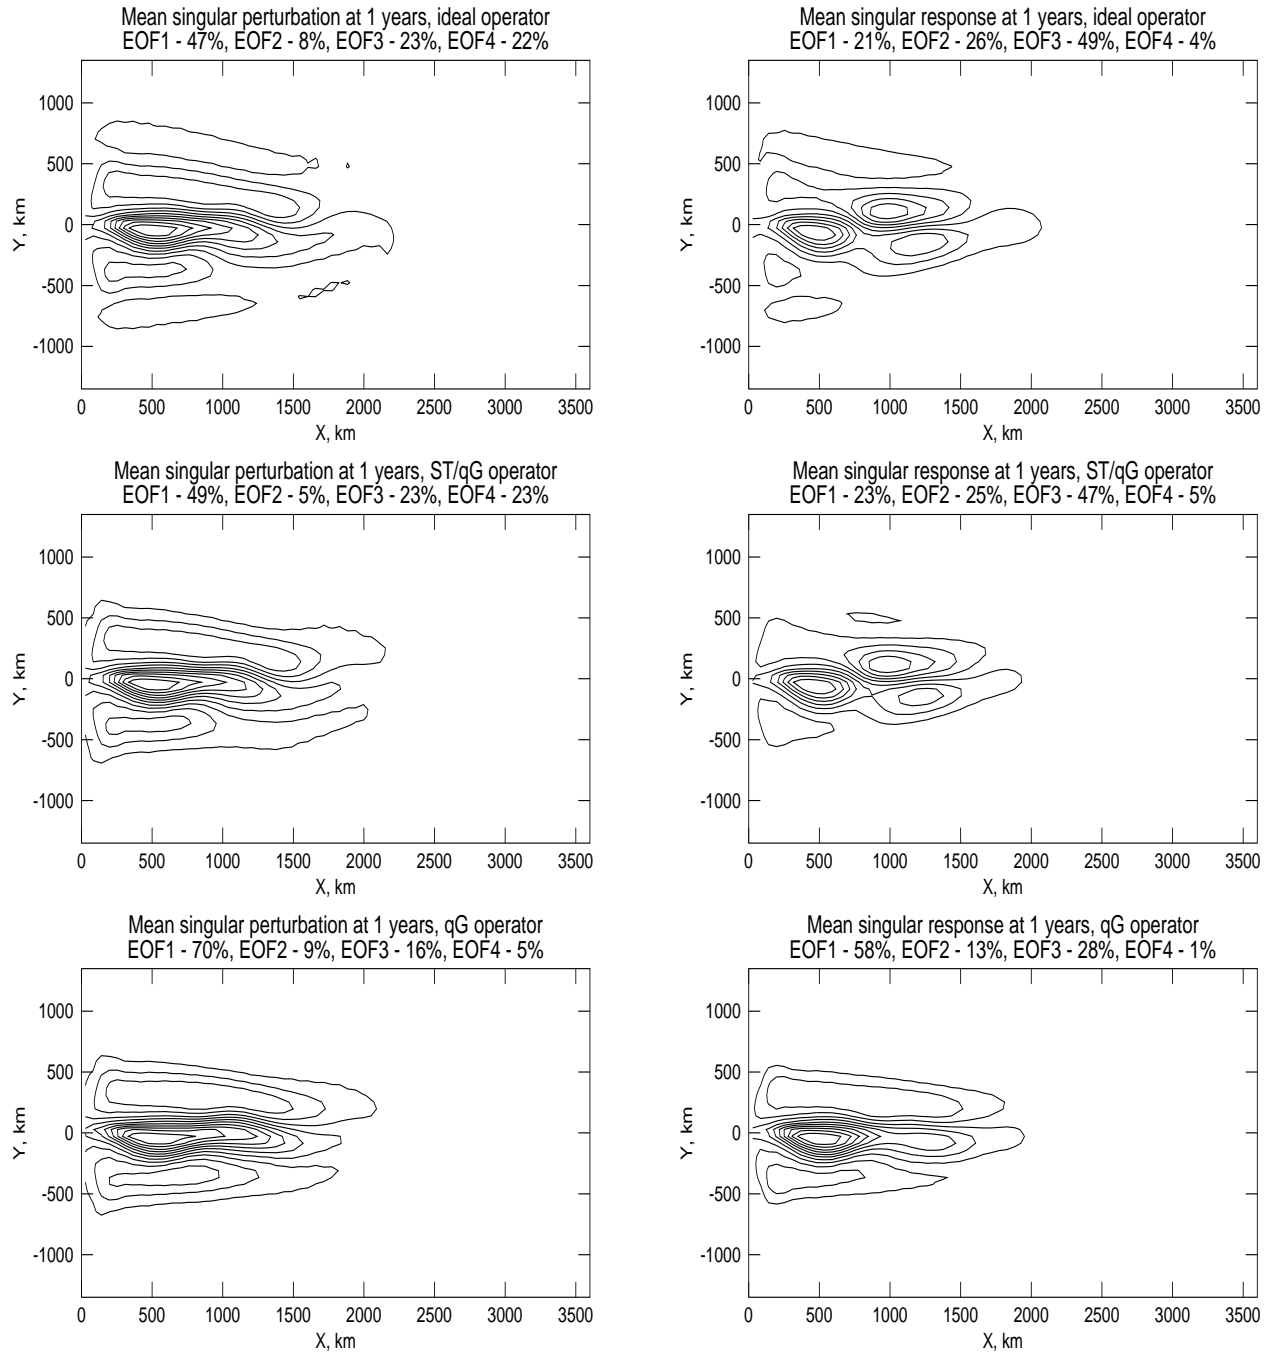 Mean singular perturbation at 1 years, ideal operator
EOF1 - 47%, EOF2 - 8%, EOF3 - 23%, EOF4 - 22%
1000
500
0
-500
-1000
Y, km
0 500 1000 1500 2000 2500 3000 3500
X, km
Mean singular response at 1 years, ideal operator
EOF1 - 21%, EOF2 - 26%, EOF3 - 49%, EOF4 - 4%
1000
500
0
-500
-1000
Y, km
0 500 1000 1500 2000 2500 3000 3500
X, km
Mean singular perturbation at 1 years, ST/qG operator
EOF1 - 49%, EOF2 - 5%, EOF3 - 23%, EOF4 - 23%
1000
500
0
-500
-1000
Y, km
0 500 1000 1500 2000 2500 3000 3500
X, km
Mean singular response at 1 years, ST/qG operator
EOF1 - 23%, EOF2 - 25%, EOF3 - 47%, EOF4 - 5%
1000
500
0
-500
-1000
Y, km
0 500 1000 1500 2000 2500 3000 3500
X, km
Mean singular perturbation at 1 years, qG operator
EOF1 - 70%, EOF2 - 9%, EOF3 - 16%, EOF4 - 5%
1000
500
0
-500
-1000
Y, km
0 500 1000 1500 2000 2500 3000 3500
X, km
Mean singular response at 1 years, qG operator
EOF1 - 58%, EOF2 - 13%, EOF3 - 28%, EOF4 - 1%
1000
500
0
-500
-1000
Y, km
0 500 1000 1500 2000 2500 3000 3500
X, km